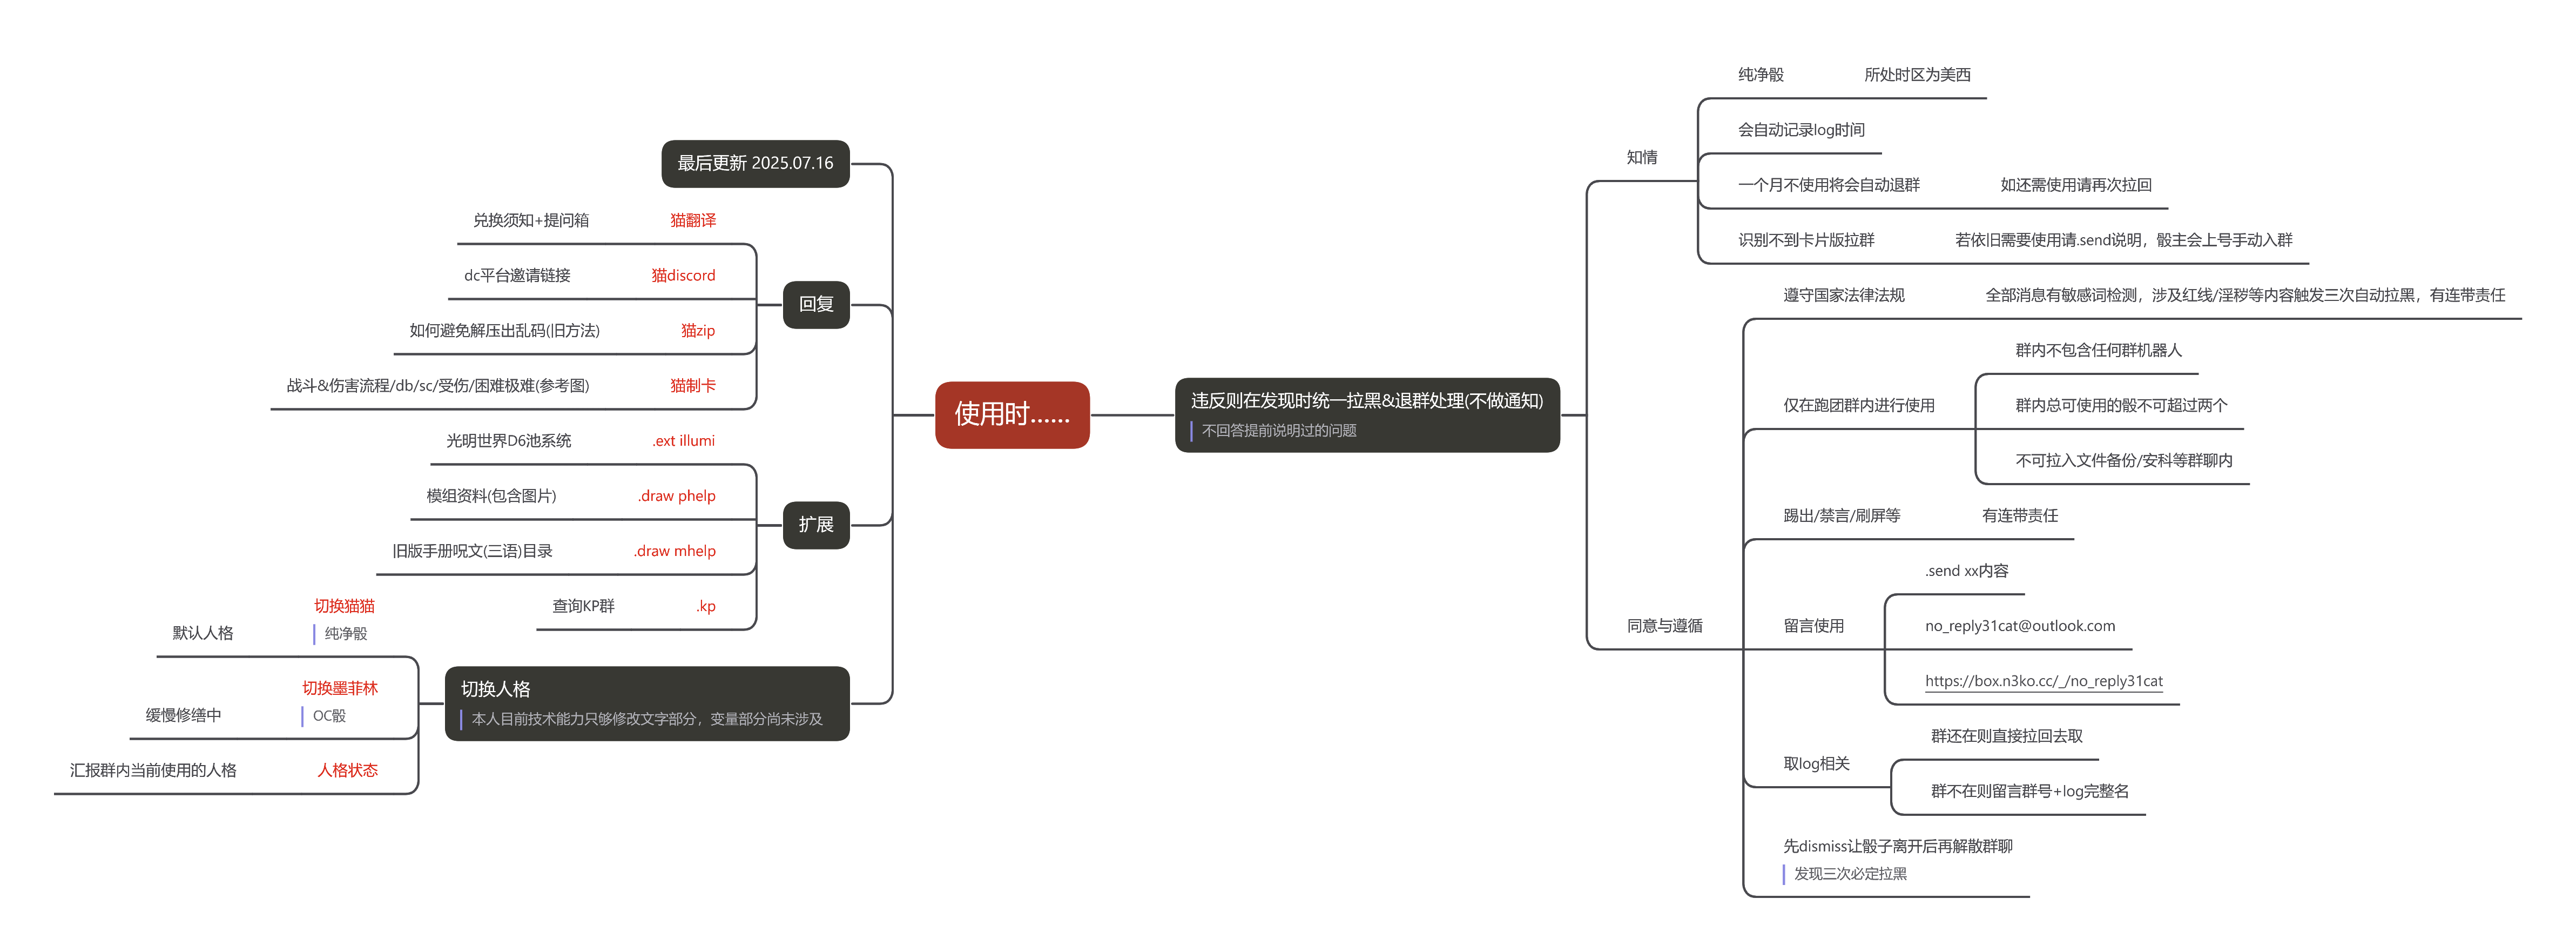 使用时......
最后更新 2025.07.16
回复
兑换须知+提问箱 猫翻译
dc平台邀请链接 猫discord
如何避免解压出乱码(旧方法) 猫zip
战斗&伤害流程/db/sc/受伤/困难极难(参考图) 猫制卡
扩展
光明世界D6池系统 .ext illumi
模组资料(包含图片) .draw phelp
旧版手册呪文(三语)目录 .draw mhelp
查询KP群 .kp
切换人格
本人目前技术能力只够修改文字部分，变量部分尚未涉及
切换猫猫
默认人格 纯净骰
切换墨菲林
缓慢修缮中 OC骰
汇报群内当前使用的人格 人格状态
违反则在发现时统一拉黑&退群处理(不做通知)
不回答提前说明过的问题
知情
纯净骰 所处时区为美西
会自动记录log时间
一个月不使用将会自动退群 如还需使用请再次拉回
识别不到卡片版拉群 若依旧需要使用请.send说明，骰主会上号手动入群
同意与遵循
遵守国家法律法规 全部消息有敏感词检测，涉及红线/淫秽等内容触发三次自动拉黑，有连带责任
仅在跑团群内进行使用
群内不包含任何群机器人
群内总可使用的骰不可超过两个
不可拉入文件备份/安科等群聊内
踢出/禁言/刷屏等 有连带责任
留言使用
.send xx内容
no_reply31cat@outlook.com
https://box.n3ko.cc/_/no_reply31cat
取log相关
群还在则直接拉回去取
群不在则留言群号+log完整名
先dismiss让骰子离开后再解散群聊
发现三次必定拉黑